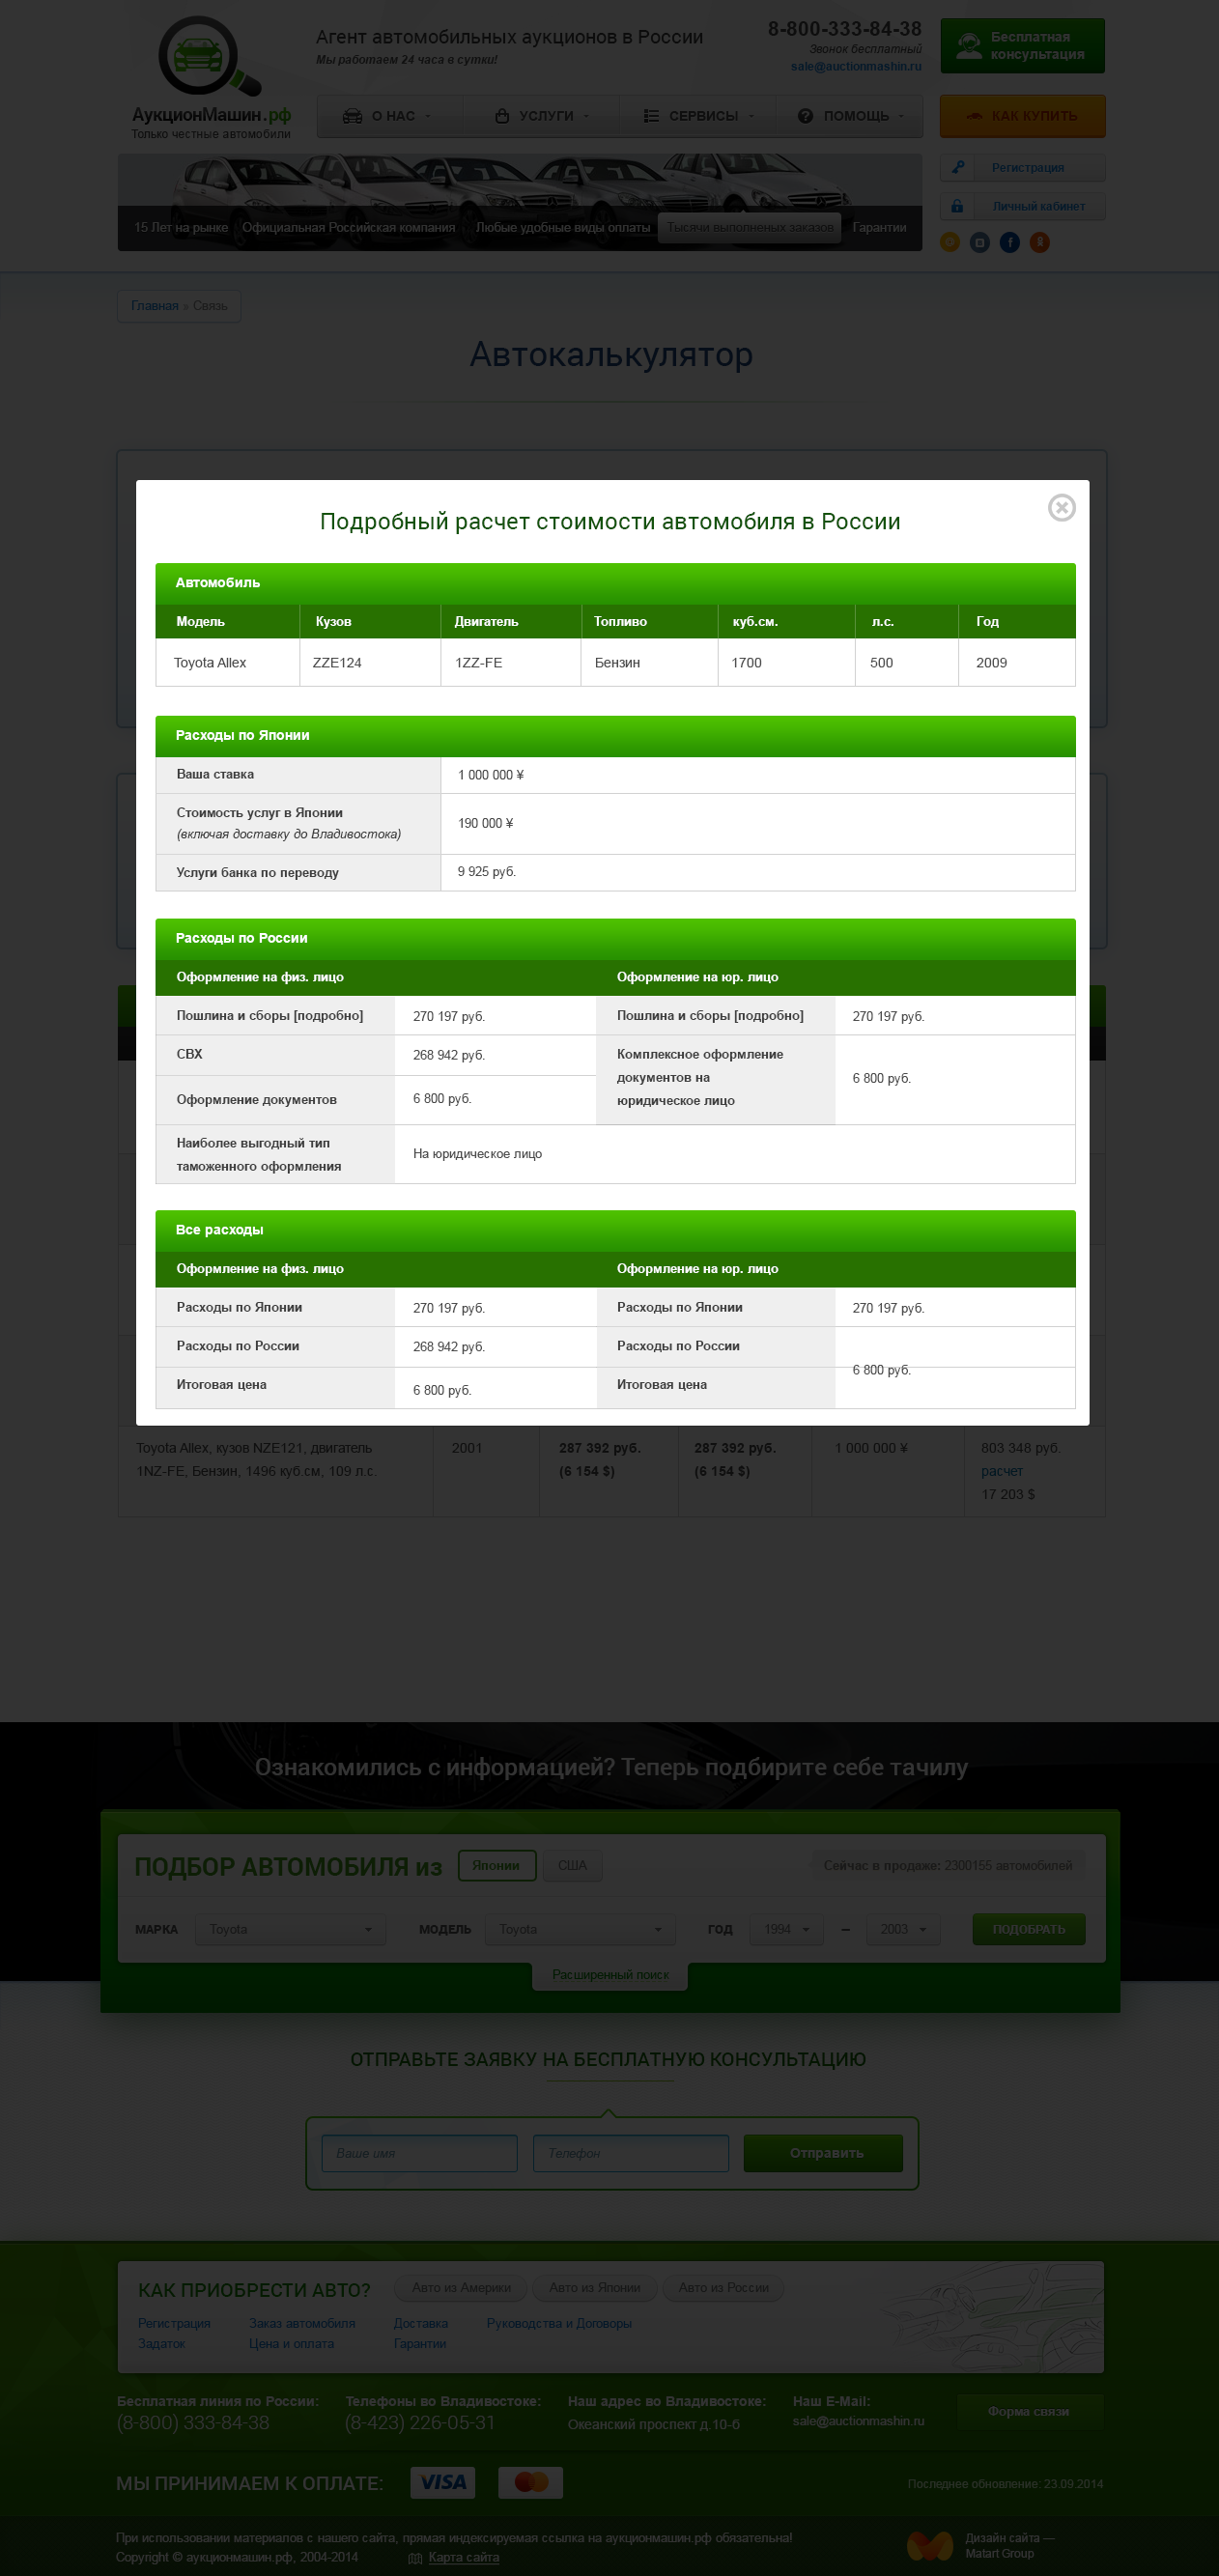 Агент автомобильных аукционов в России
Мы работаем 24 часа в сутки!
8-800-333-84-38
Звонок бесплатный
sale@auctionmashin.ru
Бесплатная
консультация
АукционМашин.рф
Только честные автомобили
О НАС
УСЛУГИ
СЕРВИСЫ
ПОМОЩЬ
КАК КУПИТЬ
Регистрация
Личный кабинет
15 Лет на рынке
Официальная Российская компания
Любые удобные виды оплаты
Тысячи выполненых заказов
Гарантии
Главная » Связь
Автокалькулятор
Подробный расчет стоимости автомобиля в России
Автомобиль
Модель Кузов Двигатель Топливо куб.см. л.с. Год
Toyota Allex ZZE124 1ZZ-FE Бензин 1700 500 2009
Расходы по Японии
Ваша ставка 1 000 000 ¥
Стоимость услуг в Японии
(включая доставку до Владивостока)
190 000 ¥
Услуги банка по переводу 9 925 руб.
Расходы по России
Оформление на физ. лицо Оформление на юр. лицо
Пошлина и сборы [подробно] 270 197 руб. Пошлина и сборы [подробно] 270 197 руб.
СВХ 268 942 руб.
Комплексное оформление
документов на
юридическое лицо
6 800 руб.
Оформление документов 6 800 руб.
Наиболее выгодный тип
таможенного оформления
На юридическое лицо
Все расходы
Оформление на физ. лицо Оформление на юр. лицо
Расходы по Японии 270 197 руб. Расходы по Японии 270 197 руб.
Расходы по России 268 942 руб. Расходы по России
6 800 руб.
Итоговая цена 6 800 руб. Итоговая цена
Toyota Allex, кузов NZE121, двигатель
1NZ-FE, Бензин, 1496 куб.см, 109 л.с.
2001
287 392 руб.
(6 154 $)
287 392 руб.
(6 154 $)
1 000 000 ¥
803 348 руб.
расчет
17 203 $
Ознакомились с информацией? Теперь подбирите себе тачилу
ПОДБОР АВТОМОБИЛЯ из
Японии
США
Сейчас в продаже: 2300155 автомобилей
МАРКА Toyota МОДЕЛЬ Toyota ГОД 1994 – 2003 ПОДОБРАТЬ
Расширенный поиск
ОТПРАВЬТЕ ЗАЯВКУ НА БЕСПЛАТНУЮ КОНСУЛЬТАЦИЮ
Ваше имя
Телефон
Отправить
КАК ПРИОБРЕСТИ АВТО?
Авто из Америки
Авто из Японии
Авто из России
Регистрация Заказ автомобиля Доставка Руководства и Договоры
Задаток Цена и оплата Гарантии
Бесплатная линия по России:
(8-800) 333-84-38
Телефоны во Владивостоке:
(8-423) 226-05-31
Наш адрес во Владивостоке:
Океанский проспект д.10-б
Наш E-Mail:
sale@auctionmashin.ru
Форма связи
МЫ ПРИНИМАЕМ К ОПЛАТЕ:
VISA
MasterCard
Последнее обновление: 23.09.2014
При использовании материалов с нашего сайта, прямая индексируемая ссылка на аукционмашин.рф обязательна!
Copyright © аукционмашин.рф, 2004-2014
Карта сайта
Дизайн сайта —
Matart Group